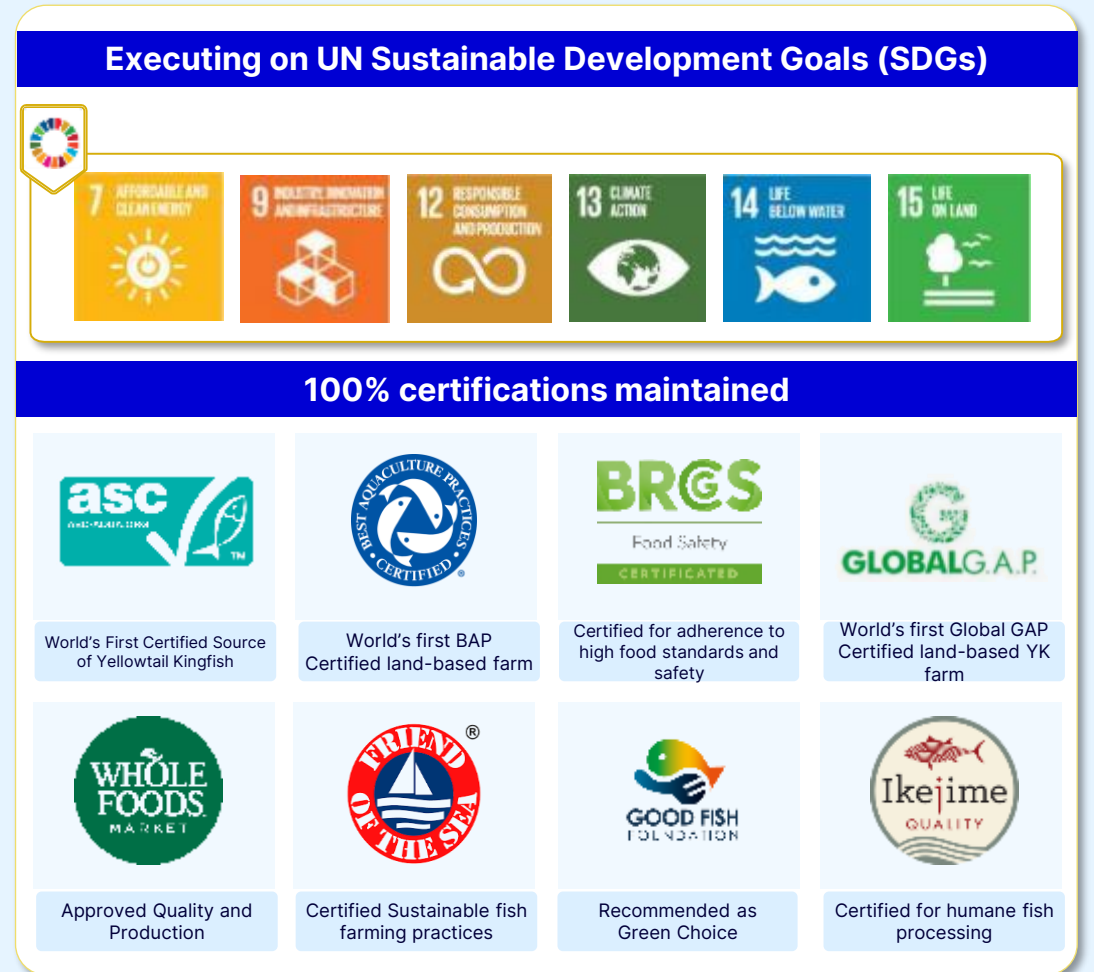 Executing on UN Sustainable Development Goals (SDGs)
7 AFFORDABLE AND
CLEAN ENERGY
9 INDUSTRY, INNOVATION
AND INFRASTRUCTURE
12 RESPONSIBLE
CONSUMPTION
AND PRODUCTION
13 CLIMATE
ACTION
14 LIFE
BELOW WATER
15 LIFE
ON LAND
100% certifications maintained
asc
ASC-AQUA.ORG
TM
BEST AQUACULTURE PRACTICES
• CERTIFIED •
®
BRCGS
Food Safety
CERTIFICATED
G
GLOBALG.A.P.
World's First Certified Source
of Yellowtail Kingfish
World's first BAP
Certified land-based farm
Certified for adherence to
high food standards and
safety
World's first Global GAP
Certified land-based YK
farm
WHOLE
FOODS
MARKET
FRIEND
OF THE SEA
®
GOOD FISH
FOUNDATION
Ikejime
QUALITY
Approved Quality and
Production
Certified Sustainable fish
farming practices
Recommended as
Green Choice
Certified for humane fish
processing